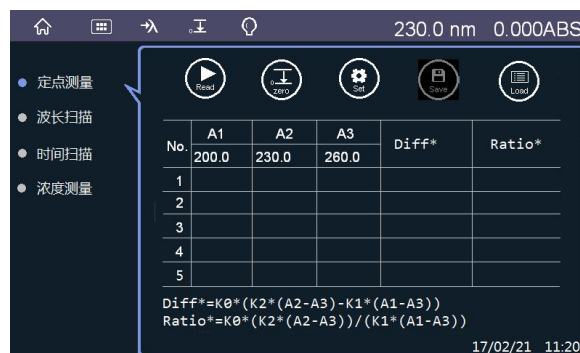 230.0 nm 0.000ABS
定点测量
波长扫描
时间扫描
浓度测量
Read zero Set Save Load
No. A1 A2 A3 Diff* Ratio*
200.0 230.0 260.0
1
2
3
4
5
Diff*=K0*(K2*(A2-A3)-K1*(A1-A3))
Ratio*=K0*(K2*(A2-A3))/(K1*(A1-A3))
17/02/21 11:20